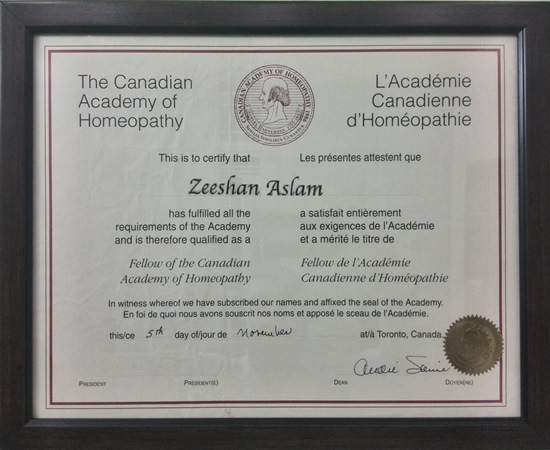 The Canadian
Academy of
Homeopathy
L'Académie
Canadienne
d'Homéopathie
CANADIAN ACADEMY OF HOMEOPATHY
This is to certify that
Les présentes attestent que
Zeeshan Aslam
has fulfilled all the
requirements of the Academy
and is therefore qualified as a
a satisfait entièrement
aux exigences de l'Académie
et a mérité le titre de
Fellow of the Canadian
Academy of Homeopathy
Fellow de l'Académie
Canadienne d'Homéopathie
In witness whereof we have subscribed our names and affixed the seal of the Academy.
En foi de quoi nous avons souscrit nos noms et apposé le sceau de l'Académie.
this/ce 5th day of/jour de November at/à Toronto, Canada
PRESIDENT PRESIDENT(E) DEAN DOYEN(NE)